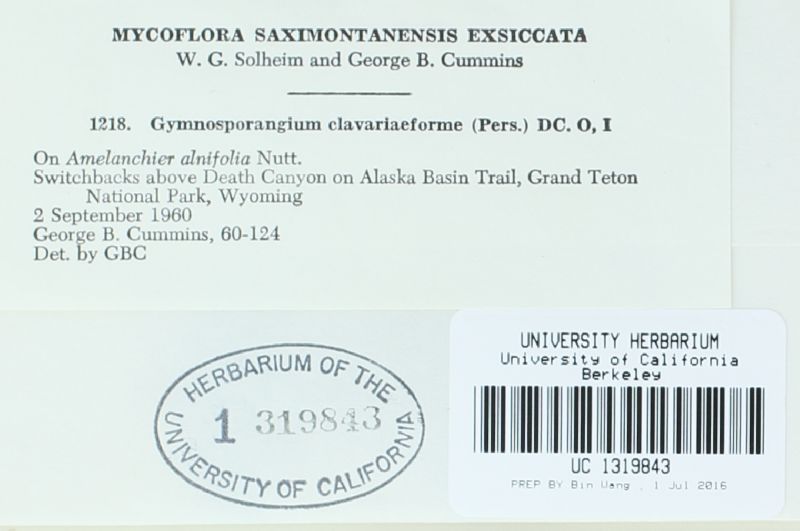 MYCOFLORA SAXIMONTANENSIS EXSICCATA
W. G. Solheim and George B. Cummins
1218. Gymnosporangium clavariaeforme (Pers.) DC. O, I
On Amelanchier alnifolia Nutt.
Switchbacks above Death Canyon on Alaska Basin Trail, Grand Teton
National Park, Wyoming
2 September 1960
George B. Cummins, 60-124
Det. by GBC
HERBARIUM OF THE
1 319843
UNIVERSITY OF CALIFORNIA
UNIVERSITY HERBARIUM
University of California
Berkeley
UC 1319843
PREP BY Bin Wang , 1 Jul 2016